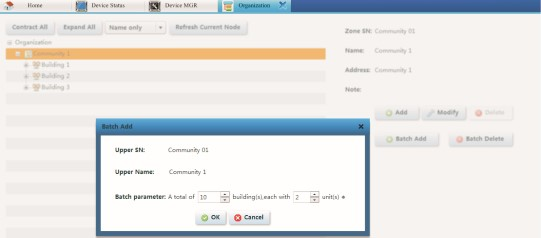 Home Device Status Device MGR Organization
Contract All Expand All Name only Refresh Current Node
Organization
Community 1
Building 1
Building 2
Building 3
Zone SN: Community 01
Name: Community 1
Address: Community 1
Note:
Add Modify Delete
Batch Add Batch Delete
Batch Add
Upper SN: Community 01
Upper Name: Community 1
Batch parameter: A total of 10 building(s),each with 2 unit(s) *
OK Cancel